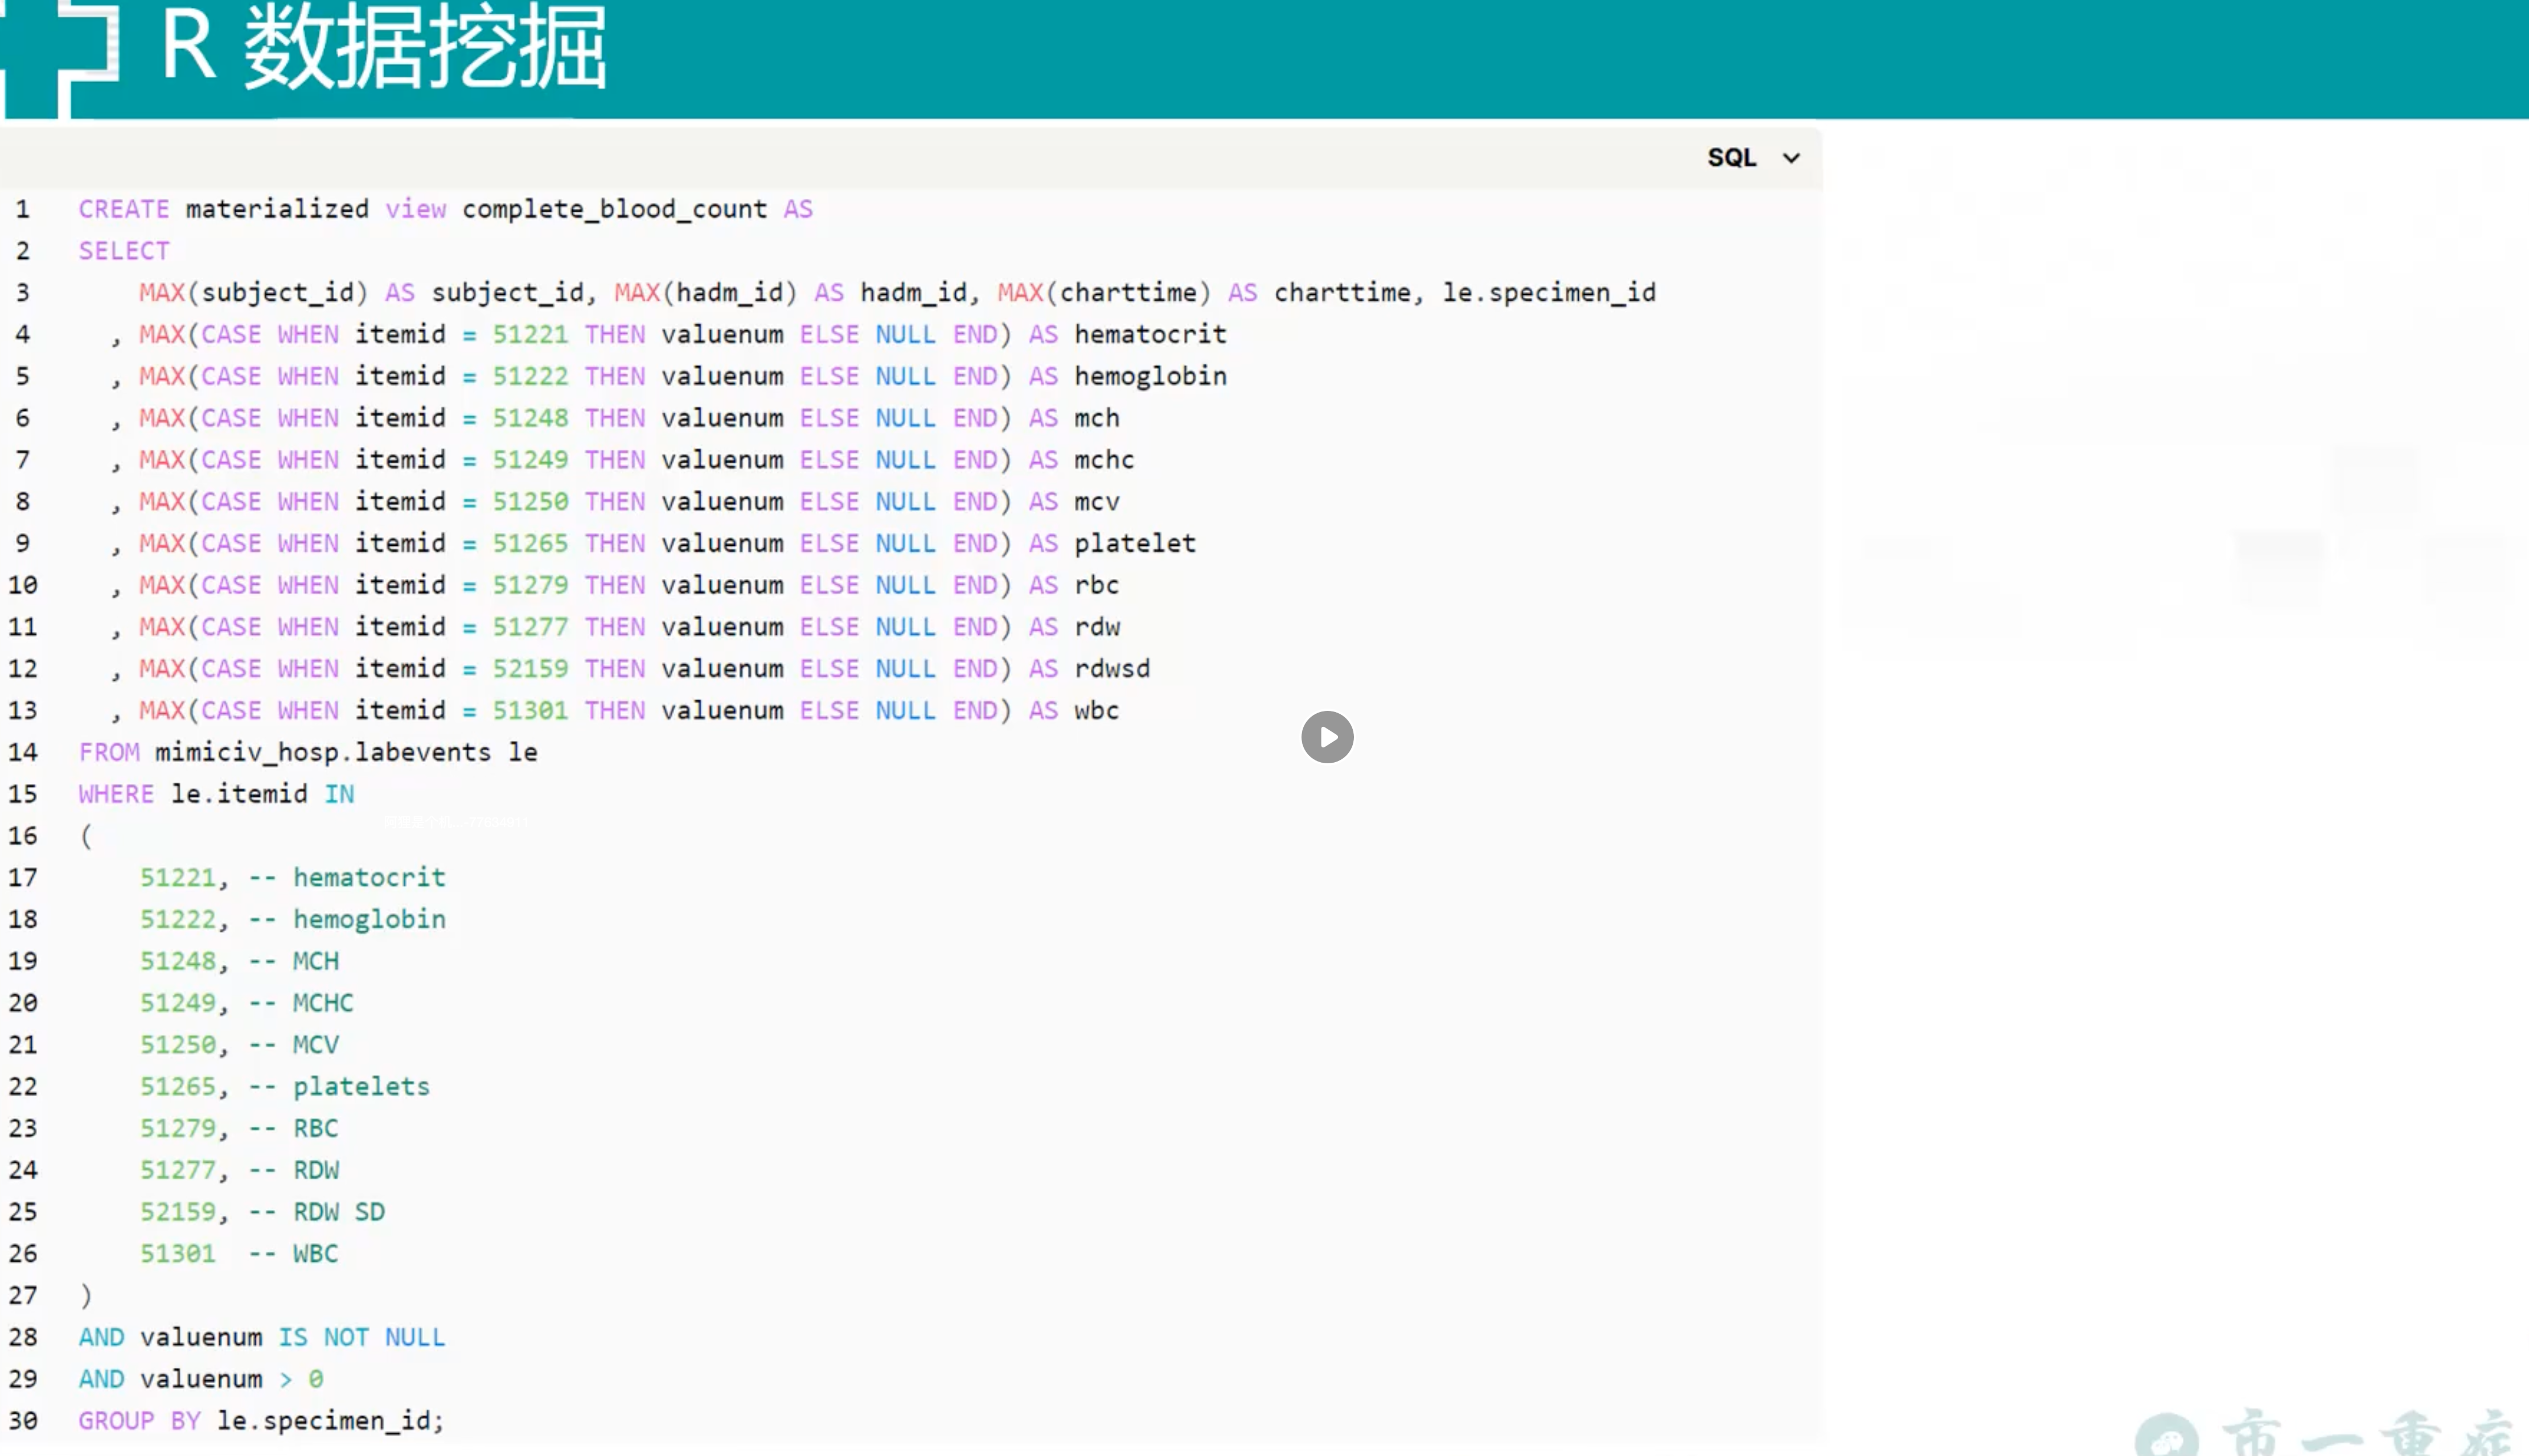 R 数据挖掘
SQL
1 CREATE materialized view complete_blood_count AS
2 SELECT
3 MAX(subject_id) AS subject_id, MAX(hadm_id) AS hadm_id, MAX(charttime) AS charttime, le.specimen_id
4 , MAX(CASE WHEN itemid = 51221 THEN valuenum ELSE NULL END) AS hematocrit
5 , MAX(CASE WHEN itemid = 51222 THEN valuenum ELSE NULL END) AS hemoglobin
6 , MAX(CASE WHEN itemid = 51248 THEN valuenum ELSE NULL END) AS mch
7 , MAX(CASE WHEN itemid = 51249 THEN valuenum ELSE NULL END) AS mchc
8 , MAX(CASE WHEN itemid = 51250 THEN valuenum ELSE NULL END) AS mcv
9 , MAX(CASE WHEN itemid = 51265 THEN valuenum ELSE NULL END) AS platelet
10 , MAX(CASE WHEN itemid = 51279 THEN valuenum ELSE NULL END) AS rbc
11 , MAX(CASE WHEN itemid = 51277 THEN valuenum ELSE NULL END) AS rdw
12 , MAX(CASE WHEN itemid = 52159 THEN valuenum ELSE NULL END) AS rdwsd
13 , MAX(CASE WHEN itemid = 51301 THEN valuenum ELSE NULL END) AS wbc
14 FROM mimiciv_hosp.labevents le
15 WHERE le.itemid IN
16 (
17 51221, -- hematocrit
18 51222, -- hemoglobin
19 51248, -- MCH
20 51249, -- MCHC
21 51250, -- MCV
22 51265, -- platelets
23 51279, -- RBC
24 51277, -- RDW
25 52159, -- RDW SD
26 51301 -- WBC
27 )
28 AND valuenum IS NOT NULL
29 AND valuenum > 0
30 GROUP BY le.specimen_id;
市一重症